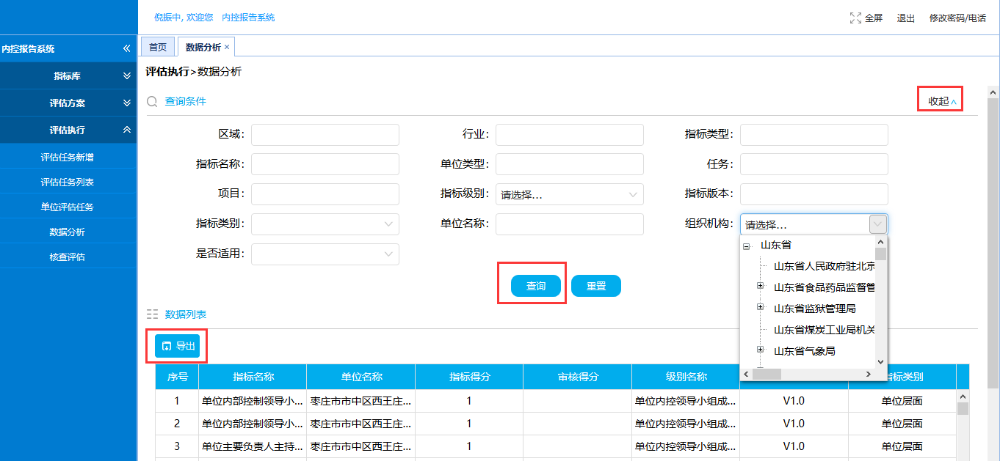 倪振中, 欢迎您 内控报告系统
全屏 退出 修改密码/电话
内控报告系统
指标库
评估方案
评估执行
评估任务新增
评估任务列表
单位评估任务
数据分析
核查评估
首页 数据分析 ×
评估执行>数据分析
查询条件 收起
区域: 行业: 指标类型:
指标名称: 单位类型: 任务:
项目: 指标级别: 请选择... 指标版本:
指标类别: 单位名称: 组织机构: 请选择...
是否适用:
山东省
山东省人民政府驻北京
山东省食品药品监督管
山东省监狱管理局
山东省煤炭工业局机关
山东省气象局
查询 重置
数据列表
导出
序号 指标名称 单位名称 指标得分 审核得分 级别名称 指标类别
1 单位内部控制领导小... 枣庄市市中区西王庄... 1 单位内控领导小组成... V1.0 单位层面
2 单位内部控制领导小... 枣庄市市中区西王庄... 1 单位内控领导小组成... V1.0 单位层面
3 单位主要负责人主持... 枣庄市市中区西王庄... 1 单位内控领导小组成... V1.0 单位层面